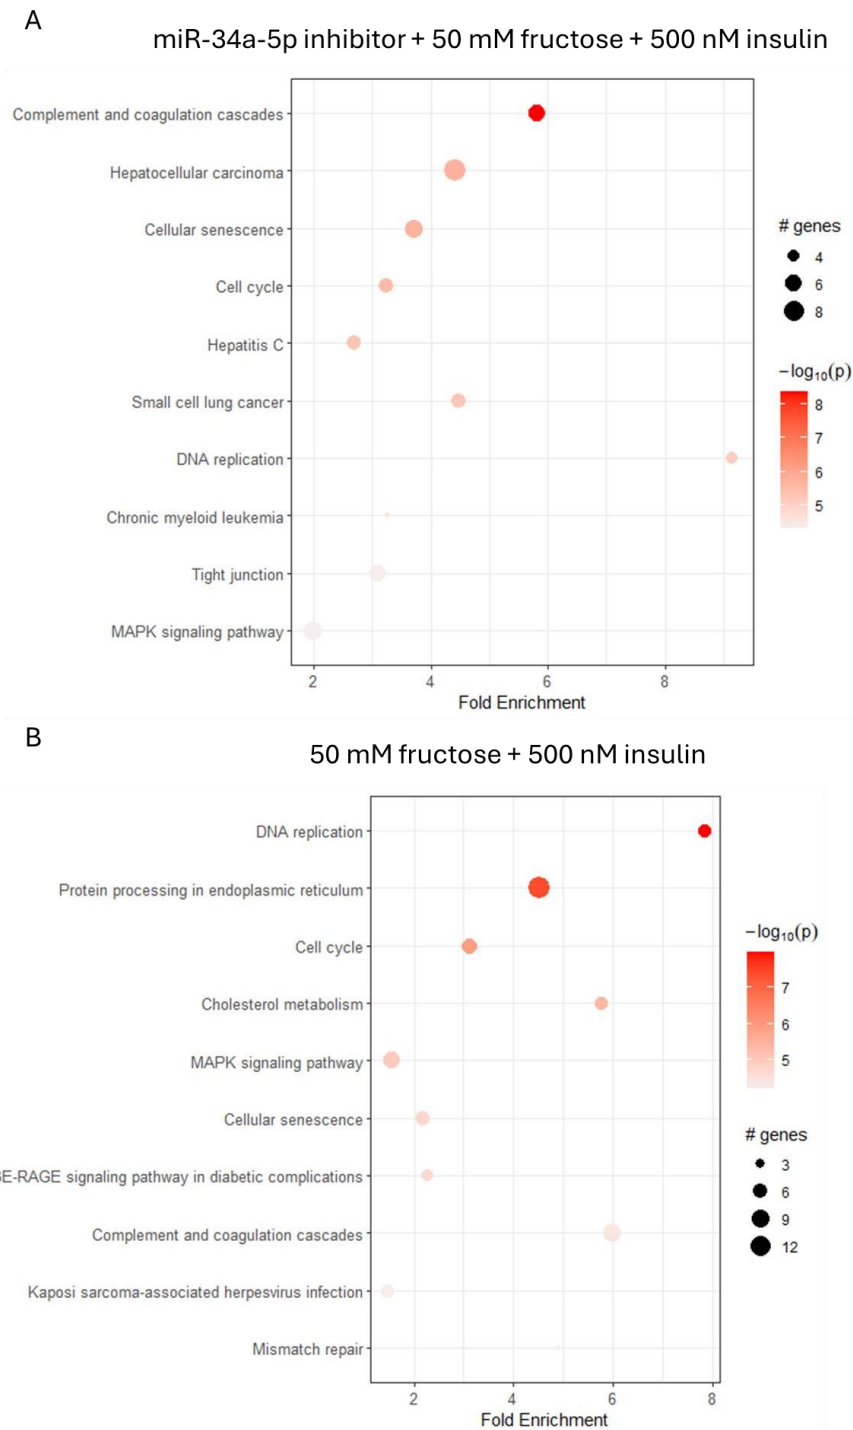 A
miR-34a-5p inhibitor + 50 mM fructose + 500 nM insulin
Complement and coagulation cascades
Hepatocellular carcinoma
Cellular senescence
Cell cycle
Hepatitis C
Small cell lung cancer
DNA replication
Chronic myeloid leukemia
Tight junction
MAPK signaling pathway
2 4 6 8
Fold Enrichment
# genes
4
6
8
−log₁₀(p)
8
7
6
5
B
50 mM fructose + 500 nM insulin
DNA replication
Protein processing in endoplasmic reticulum
Cell cycle
Cholesterol metabolism
MAPK signaling pathway
Cellular senescence
GE-RAGE signaling pathway in diabetic complications
Complement and coagulation cascades
Kaposi sarcoma-associated herpesvirus infection
Mismatch repair
2 4 6 8
Fold Enrichment
−log₁₀(p)
7
6
5
# genes
3
6
9
12